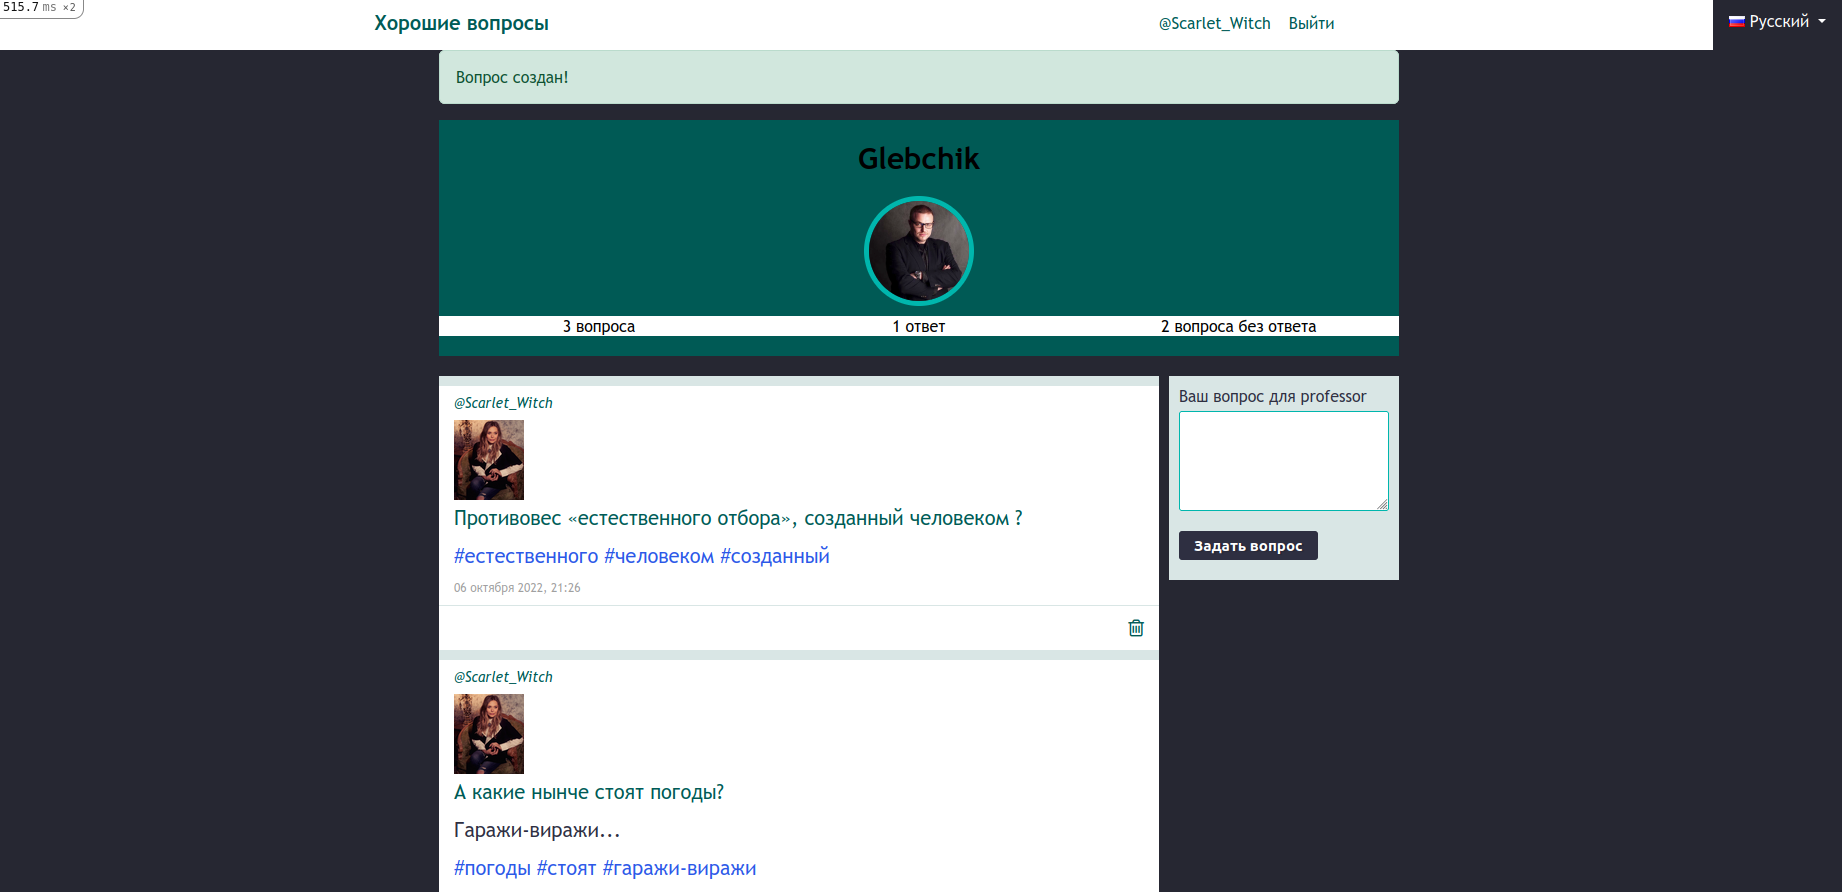 515.7 ms ×2
Хорошие вопросы
@Scarlet_Witch Выйти
Русский
Вопрос создан!
Glebchik
3 вопроса 1 ответ 2 вопроса без ответа
@Scarlet_Witch
Противовес «естественного отбора», созданный человеком ?
#естественного #человеком #созданный
06 октября 2022, 21:26
Ваш вопрос для professor
Задать вопрос
@Scarlet_Witch
А какие нынче стоят погоды?
Гаражи-виражи...
#погоды #стоят #гаражи-виражи